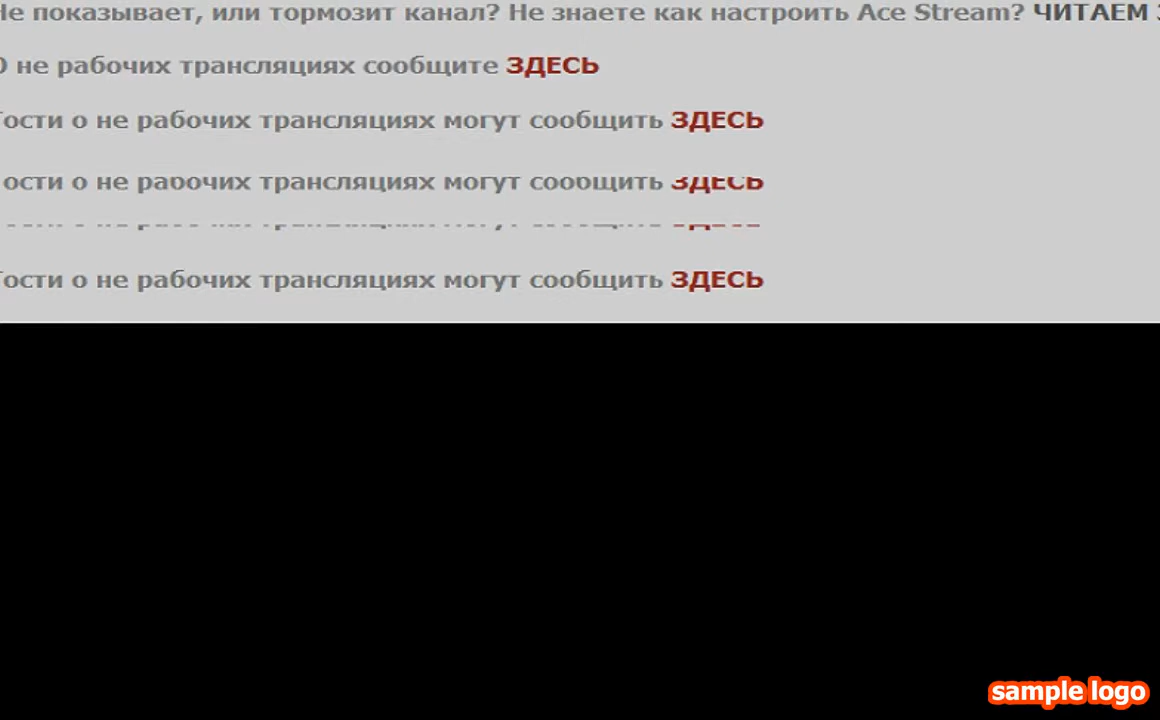 Не показывает, или тормозит канал? Не знаете как настроить Ace Stream? ЧИТАЕМ
О не рабочих трансляциях сообщите ЗДЕСЬ
Гости о не рабочих трансляциях могут сообщить ЗДЕСЬ
Гости о не рабочих трансляциях могут сообщить ЗДЕСЬ
Гости о не рабочих трансляциях могут сообщить ЗДЕСЬ
sample logo